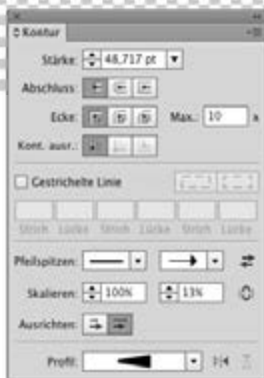 Kontur
Stärke: 48,717 pt
Abschluss:
Ecke: Max.: 10 x
Kont. ausr.:
Gestrichelte Linie
Strich Lücke Strich Lücke Strich Lücke
Pfeilspitzen:
Skalieren: 100% 13%
Ausrichten:
Profil: